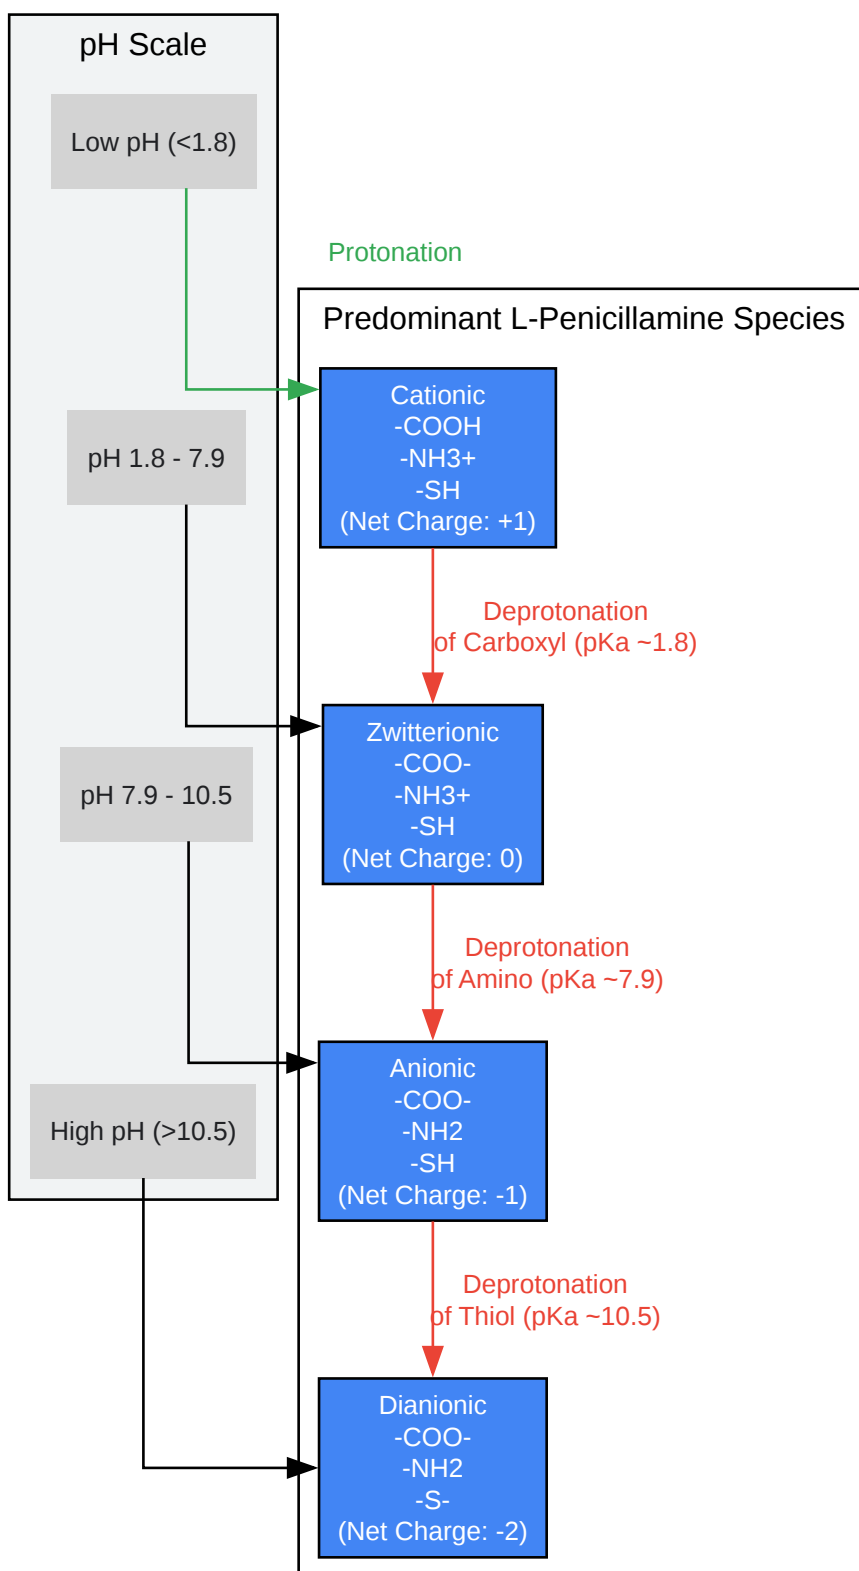 pH Scale
Low pH (<1.8)
Protonation
Predominant L-Penicillamine Species
Cationic
-COOH
-NH3+
-SH
(Net Charge: +1)
pH 1.8 - 7.9
Deprotonation
of Carboxyl (pKa ~1.8)
Zwitterionic
-COO-
-NH3+
-SH
(Net Charge: 0)
pH 7.9 - 10.5
Deprotonation
of Amino (pKa ~7.9)
Anionic
-COO-
-NH2
-SH
(Net Charge: -1)
High pH (>10.5)
Deprotonation
of Thiol (pKa ~10.5)
Dianionic
-COO-
-NH2
-S-
(Net Charge: -2)